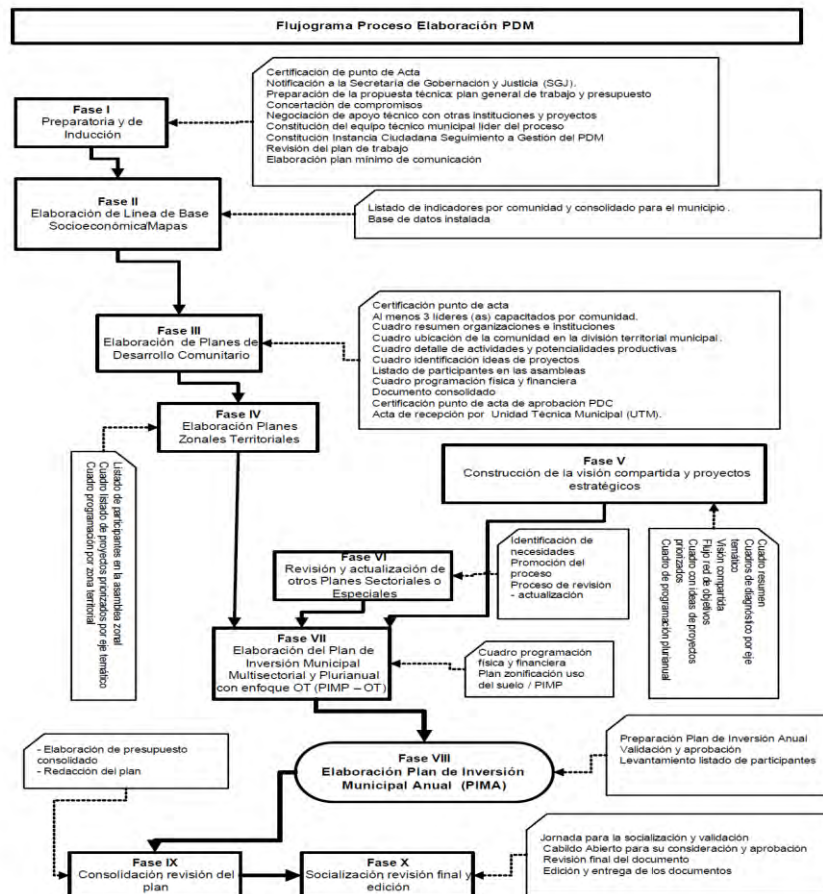 Flujograma Proceso Elaboración PDM
Certificación de punto de Acta
Notificación a la Secretaría de Gobernación y Justicia (SGJ).
Preparación de la propuesta técnica: plan general de trabajo y presupuesto
Concertación de compromisos
Negociación de apoyo técnico con otras instituciones y proyectos
Constitución del equipo técnico municipal líder del proceso
Constitución Instancia Ciudadana Seguimiento a Gestión del PDM
Revisión del plan de trabajo
Elaboración plan mínimo de comunicación
Fase I
Preparatoria y de
Inducción
Fase II
Elaboración de Línea de Base
Socioeconómica/Mapas
Listado de indicadores por comunidad y consolidado para el municipio.
Base de datos instalada
Fase III
Elaboración de Planes de
Desarrollo Comunitario
Certificación punto de acta
Al menos 3 líderes (as) capacitados por comunidad.
Cuadro resumen organizaciones e instituciones
Cuadro ubicación de la comunidad en la división territorial municipal.
Cuadro detalle de actividades y potencialidades productivas
Cuadro identificación ideas de proyectos
Listado de participantes en las asambleas
Cuadro programación física y financiera
Documento consolidado
Certificación punto de acta de aprobación PDC
Acta de recepción por Unidad Técnica Municipal (UTM).
Fase IV
Elaboración Planes
Zonales Territoriales
Listado de participantes en la asamblea zonal
Cuadro listado de proyectos priorizados por eje temático
Cuadro programación por zona territorial
Fase V
Construcción de la visión compartida y proyectos
estratégicos
Cuadro resumen
Cuadros de diagnóstico por eje
temático
Visión compartida
Flujo red de objetivos
Cuadro con ideas de proyectos
priorizados
Cuadro de programación plurianual
Fase VI
Revisión y actualización de
otros Planes Sectoriales o
Especiales
Identificación de
necesidades
Promoción del
proceso
Proceso de revisión
- actualización
Fase VII
Elaboración del Plan de
Inversión Municipal
Multisectorial y Plurianual
con enfoque OT (PIMP – OT)
Cuadro programación
física y financiera
Plan zonificación uso
del suelo / PIMP
Fase VIII
Elaboración Plan de Inversión
Municipal Anual (PIMA)
Preparación Plan de Inversión Anual
Validación y aprobación
Levantamiento listado de participantes
- Elaboración de presupuesto
consolidado
- Redacción del plan
Fase IX
Consolidación, revisión del
plan
Fase X
Socialización, revisión final y
edición
Jornada para la socialización y validación
Cabildo Abierto para su consideración y aprobación
Revisión final del documento
Edición y entrega de los documentos